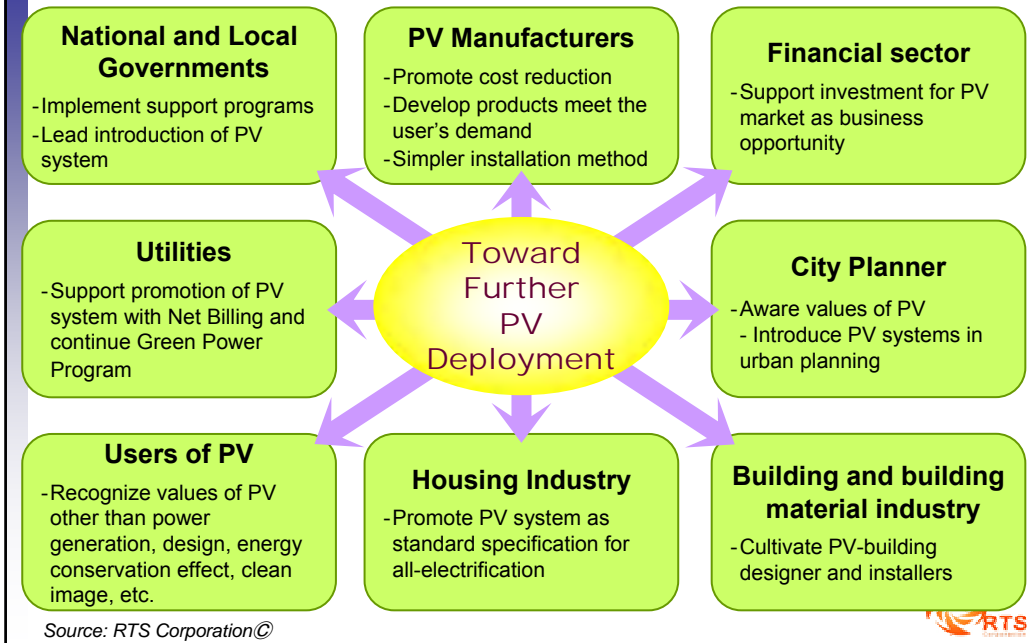 National and Local
Governments
-Implement support programs
-Lead introduction of PV
system
PV Manufacturers
-Promote cost reduction
-Develop products meet the
user's demand
-Simpler installation method
Financial sector
-Support investment for PV
market as business
opportunity
Utilities
-Support promotion of PV
system with Net Billing and
continue Green Power
Program
Toward
Further
PV
Deployment
City Planner
-Aware values of PV
- Introduce PV systems in
urban planning
Users of PV
-Recognize values of PV
other than power
generation, design, energy
conservation effect, clean
image, etc.
Housing Industry
-Promote PV system as
standard specification for
all-electrification
Building and building
material industry
-Cultivate PV-building
designer and installers
Source: RTS CorporationⒸ
RTS